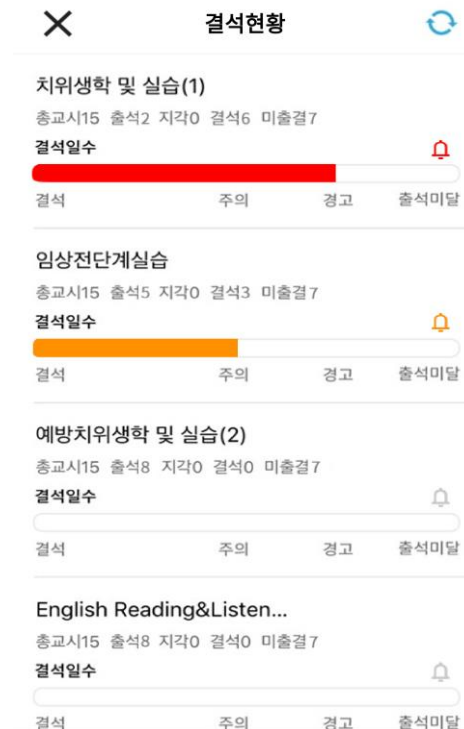 결석현황
치위생학 및 실습(1)
총교시15 출석2 지각0 결석6 미출결7
결석일수
결석 주의 경고 출석미달
임상전단계실습
총교시15 출석5 지각0 결석3 미출결7
결석일수
결석 주의 경고 출석미달
예방치위생학 및 실습(2)
총교시15 출석8 지각0 결석0 미출결7
결석일수
결석 주의 경고 출석미달
English Reading&Listen...
총교시15 출석8 지각0 결석0 미출결7
결석일수
결석 주의 경고 출석미달